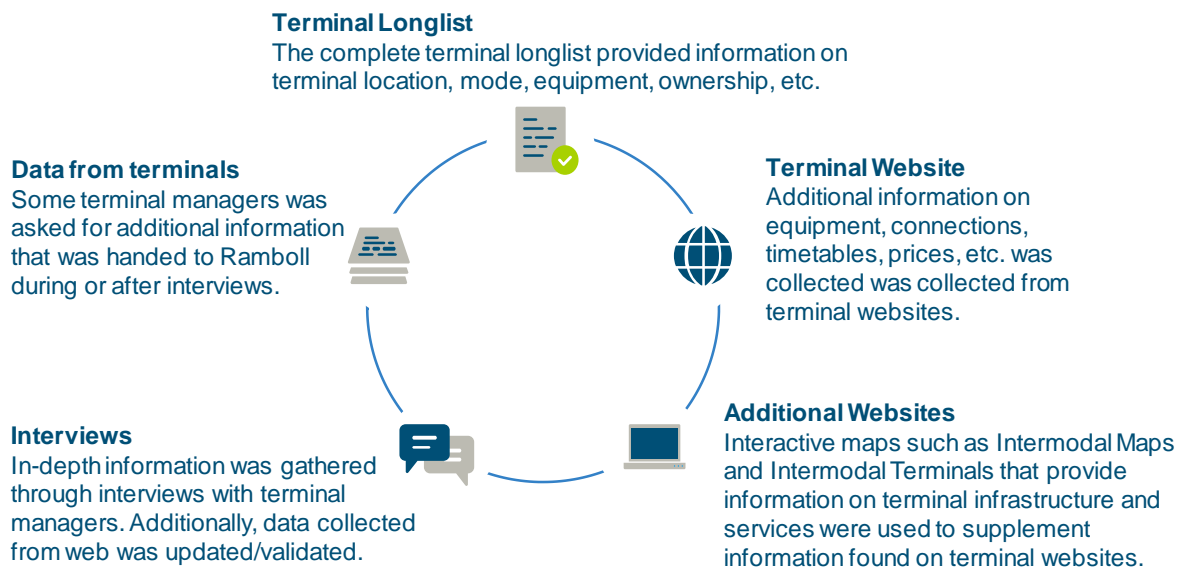 Terminal Longlist
The complete terminal longlist provided information on
terminal location, mode, equipment, ownership, etc.
Terminal Website
Additional information on
equipment, connections,
timetables, prices, etc. was
collected was collected from
terminal websites.
Additional Websites
Interactive maps such as Intermodal Maps
and Intermodal Terminals that provide
information on terminal infrastructure and
services were used to supplement
information found on terminal websites.
Interviews
In-depth information was gathered
through interviews with terminal
managers. Additionally, data collected
from web was updated/validated.
Data from terminals
Some terminal managers was
asked for additional information
that was handed to Ramboll
during or after interviews.